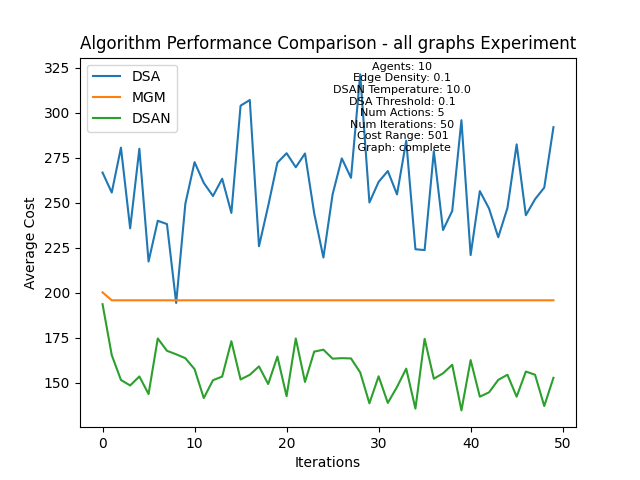 Algorithm Performance Comparison - all graphs Experiment
DSA
MGM
DSAN
Agents: 10
Edge Density: 0.1
DSAN Temperature: 10.0
DSA Threshold: 0.1
Num Actions: 5
Num Iterations: 50
Cost Range: 501
Graph: complete
Average Cost
325
300
275
250
225
200
175
150
0 10 20 30 40 50
Iterations